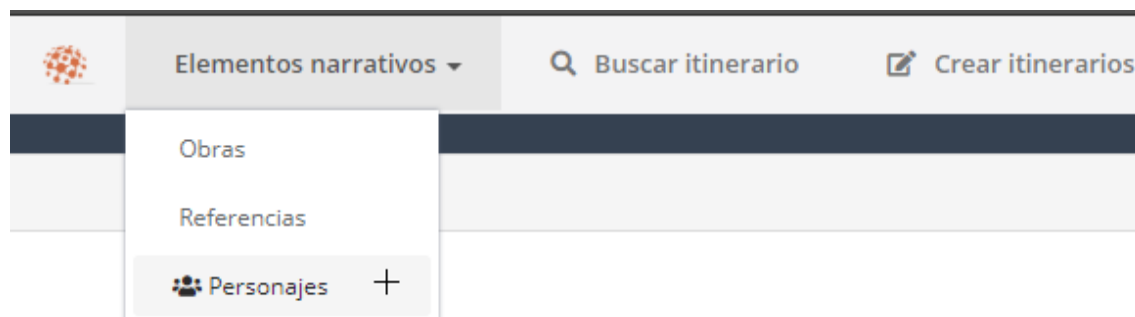 Elementos narrativos
Buscar itinerario
Crear itinerarios
Obras
Referencias
Personajes